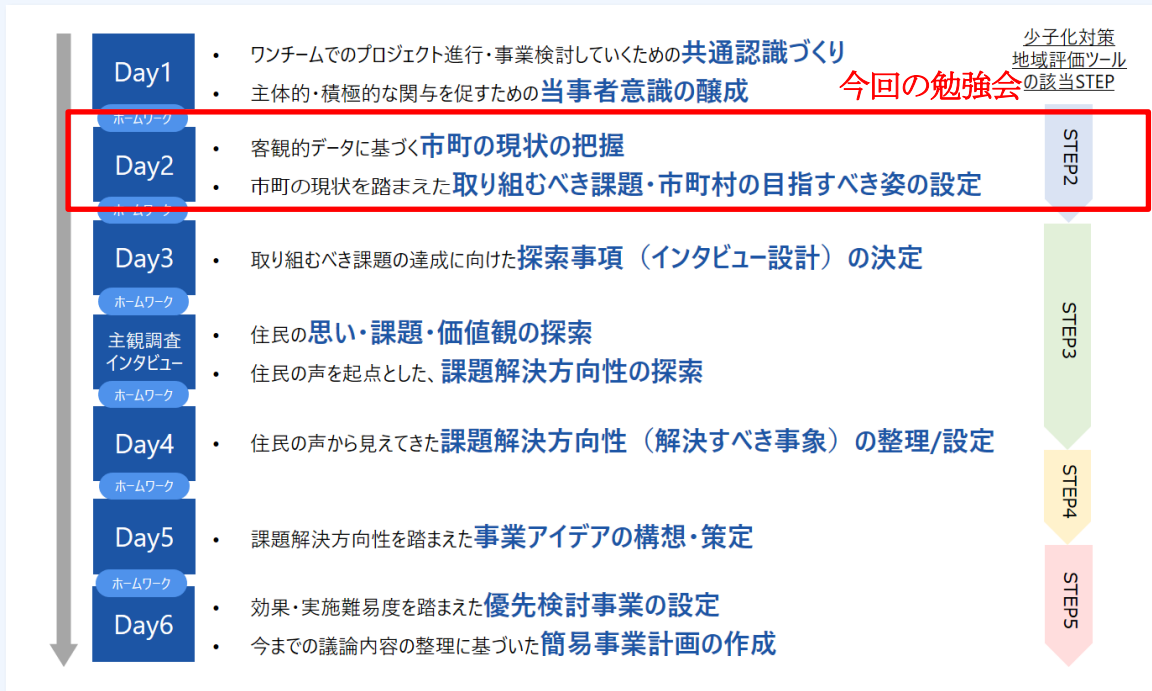 少子化対策
地域評価ツール
の該当STEP
今回の勉強会
Day1
・ ワンチームでのプロジェクト進行・事業検討していくための共通認識づくり
・ 主体的・積極的な関与を促すための当事者意識の醸成
ホームワーク
Day2
・ 客観的データに基づく市町の現状の把握
・ 市町の現状を踏まえた取り組むべき課題・市町村の目指すべき姿の設定
STEP2
ホームワーク
Day3
・ 取り組むべき課題の達成に向けた探索事項（インタビュー設計）の決定
ホームワーク
STEP3
主観調査
インタビュー
・ 住民の思い・課題・価値観の探索
・ 住民の声を起点とした、課題解決方向性の探索
ホームワーク
Day4
・ 住民の声から見えてきた課題解決方向性（解決すべき事象）の整理/設定
STEP4
ホームワーク
Day5
・ 課題解決方向性を踏まえた事業アイデアの構想・策定
ホームワーク
STEP5
Day6
・ 効果・実施難易度を踏まえた優先検討事業の設定
・ 今までの議論内容の整理に基づいた簡易事業計画の作成